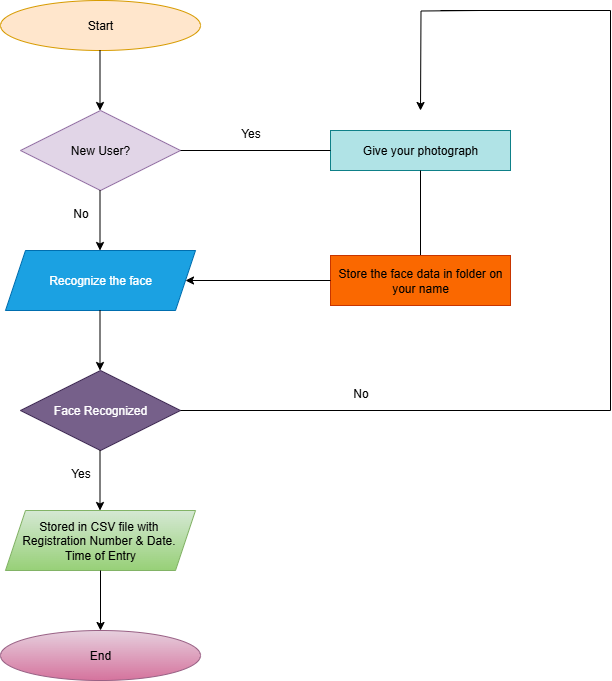 Start
New User?
Yes
Give your photograph
No
Recognize the face
Store the face data in folder on
your name
Face Recognized
No
Yes
Stored in CSV file with
Registration Number & Date.
Time of Entry
End